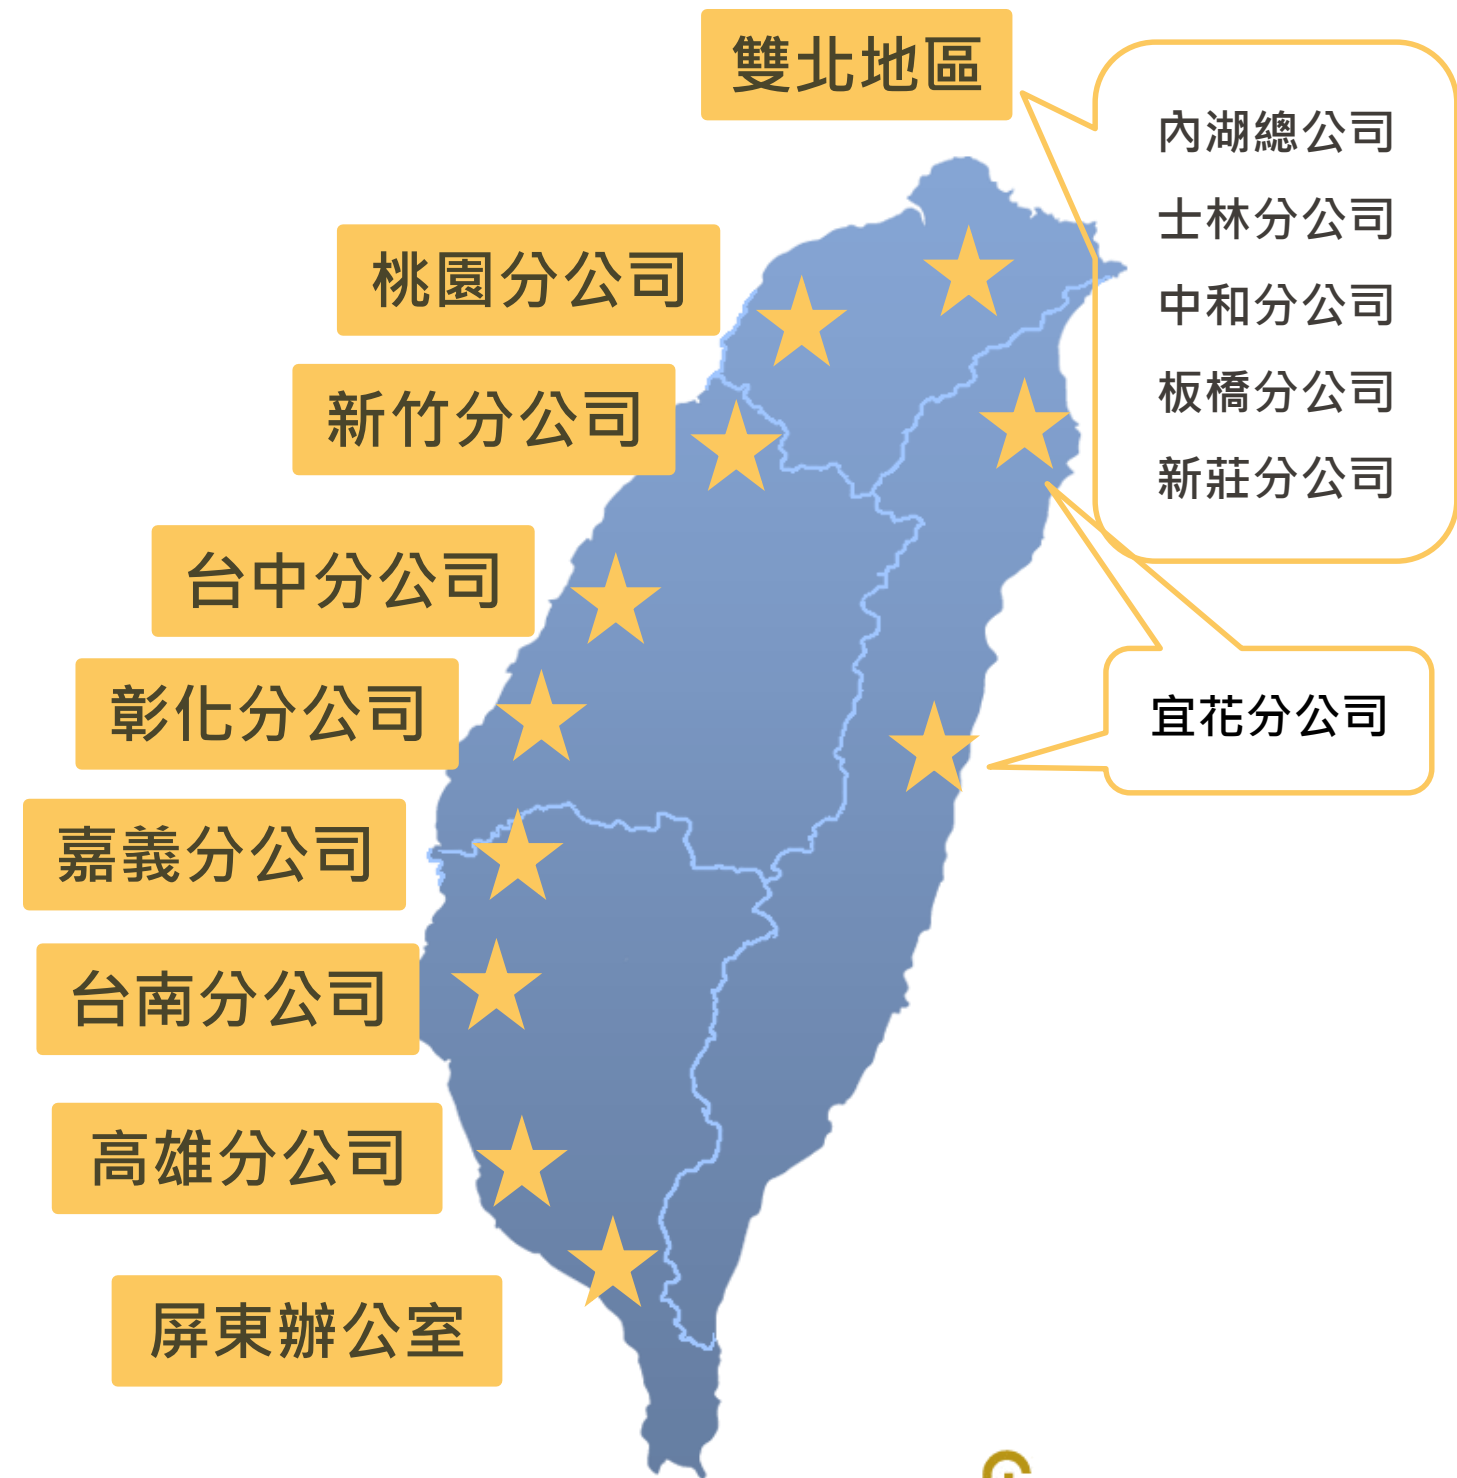 雙北地區
內湖總公司
士林分公司
中和分公司
板橋分公司
新莊分公司
桃園分公司
新竹分公司
台中分公司
彰化分公司
宜花分公司
嘉義分公司
台南分公司
高雄分公司
屏東辦公室